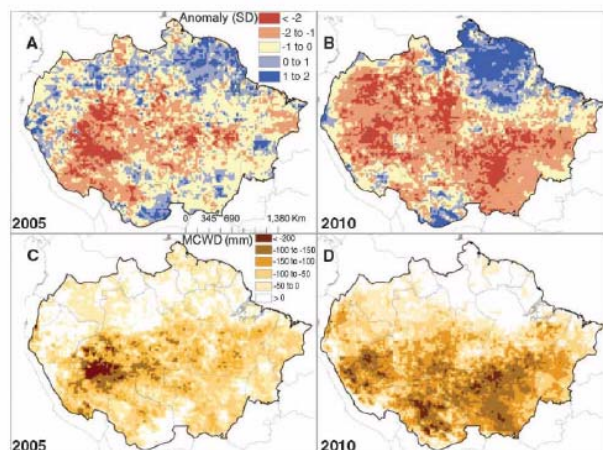 Anomaly (SD)
< -2
-2 to -1
-1 to 0
0 to 1
1 to 2
A
B
2005
0 345 690 1,380 Km
2010
MCWD (mm)
< -200
-100 to -150
-150 to -100
-100 to -50
-50 to 0
> 0
C
D
2005
2010